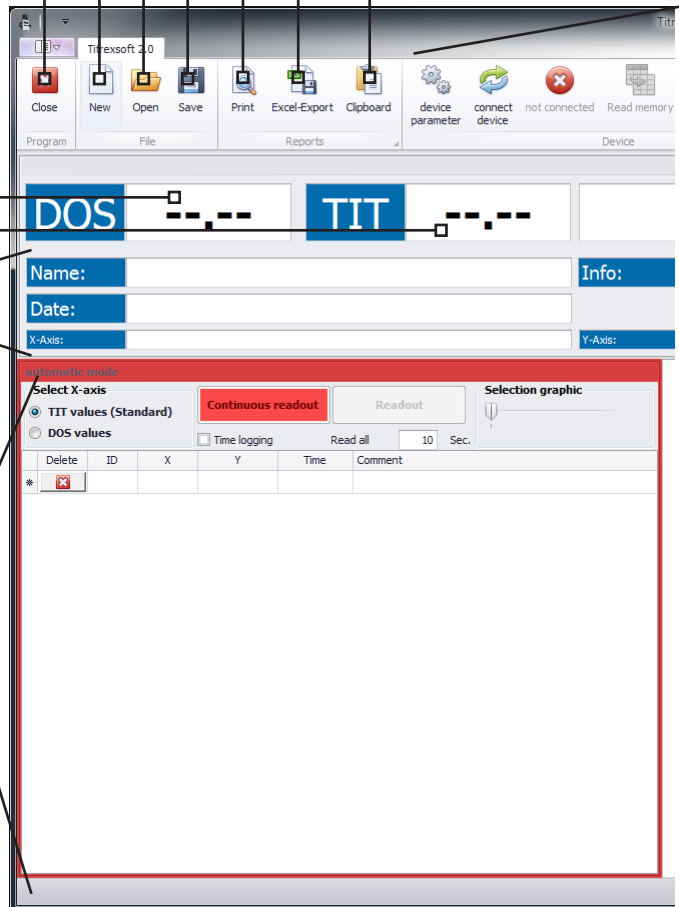 Titr
Titrexsoft 2.0
Close New Open Save Print Excel-Export Clipboard device parameter connect device not connected Read memory
Program File Reports Device
DOS --.-- TIT --.--
Name: Info:
Date:
X-Axis: Y-Axis:
automatic mode
Select X-axis Selection graphic
TIT values (Standard) Continuous readout Readout
DOS values Time logging Read all 10 Sec.
Delete ID X Y Time Comment
*